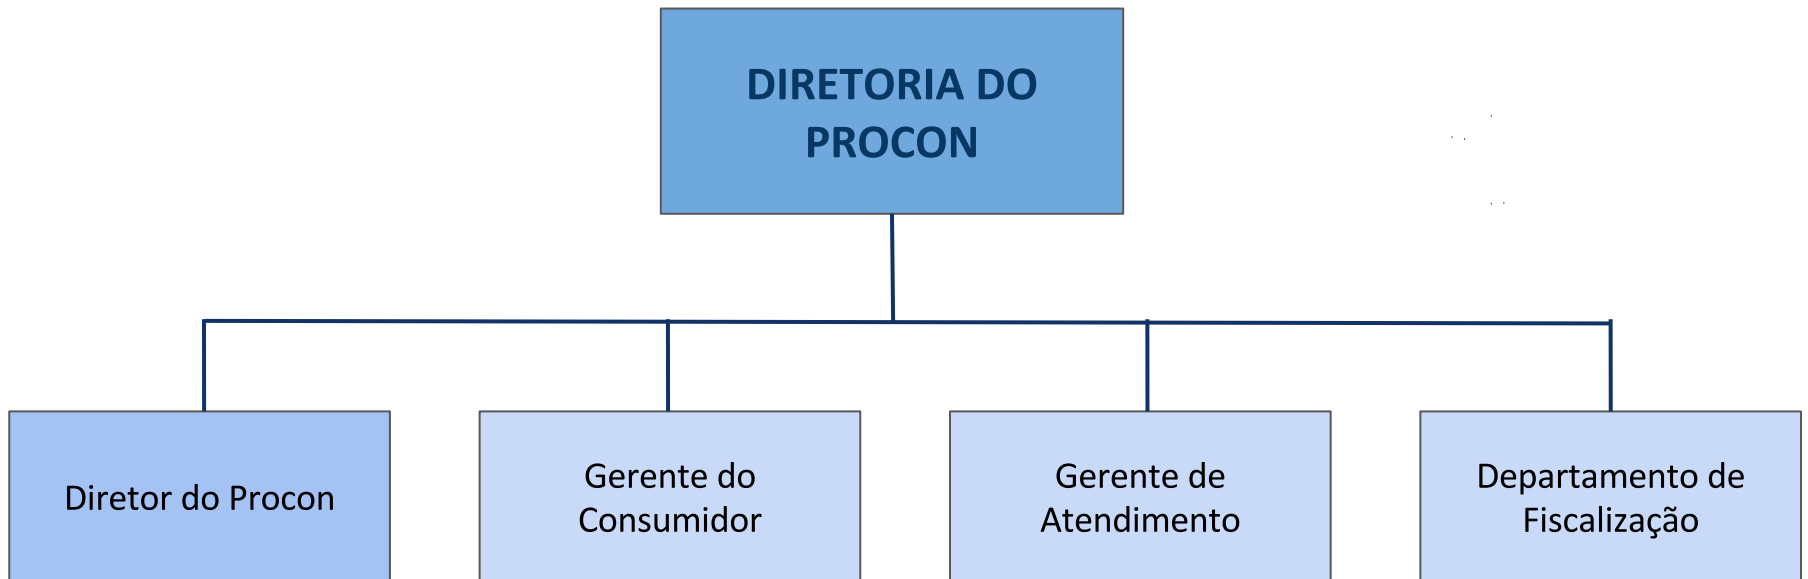 DIRETORIA DO
PROCON
Diretor do Procon
Gerente do
Consumidor
Gerente de
Atendimento
Departamento de
Fiscalização